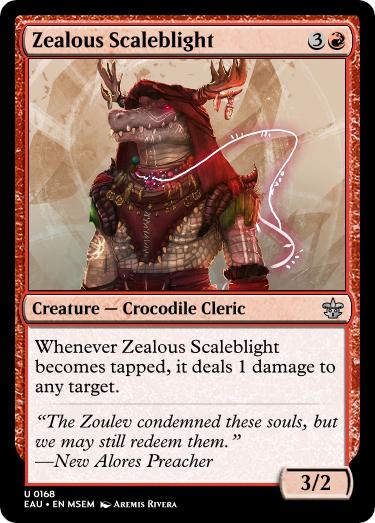 Zealous Scaleblight 3
Creature — Crocodile Cleric
Whenever Zealous Scaleblight
becomes tapped, it deals 1 damage to
any target.
“The Zoulev condemned these souls, but
we may still redeem them.”
—New Alores Preacher
3/2
U 0168
EAU • EN MSEM Aremis Rivera